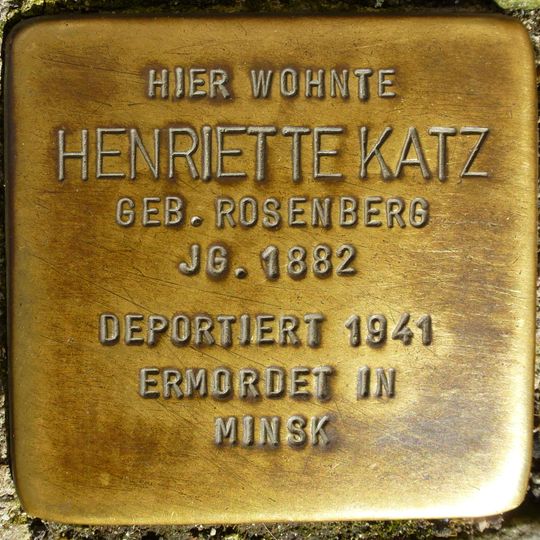 HIER WOHNTE
HENRIETTE KATZ
GEB. ROSENBERG
JG. 1882
DEPORTIERT 1941
ERMORDET IN
MINSK